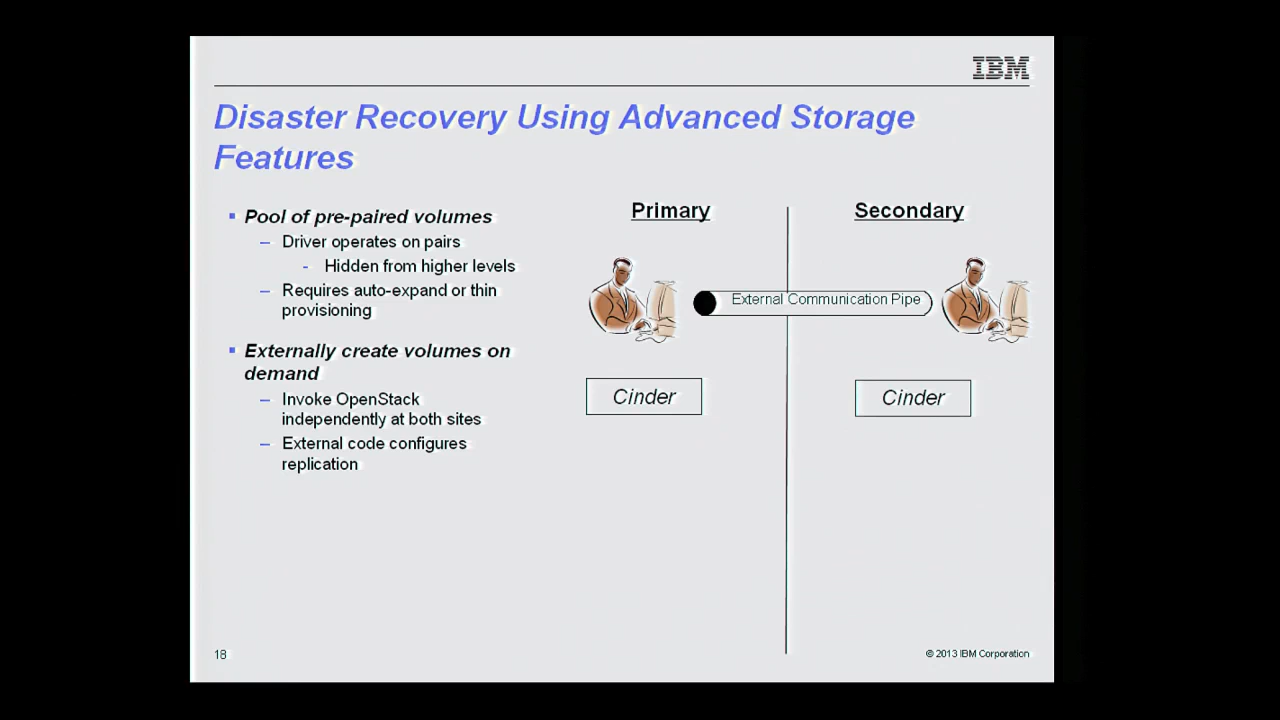 IBM
Disaster Recovery Using Advanced Storage
Features
▪ Pool of pre-paired volumes
– Driver operates on pairs
- Hidden from higher levels
– Requires auto-expand or thin
provisioning
▪ Externally create volumes on
demand
– Invoke OpenStack
independently at both sites
– External code configures
replication
Primary
Secondary
External Communication Pipe
Cinder
Cinder
18
© 2013 IBM Corporation